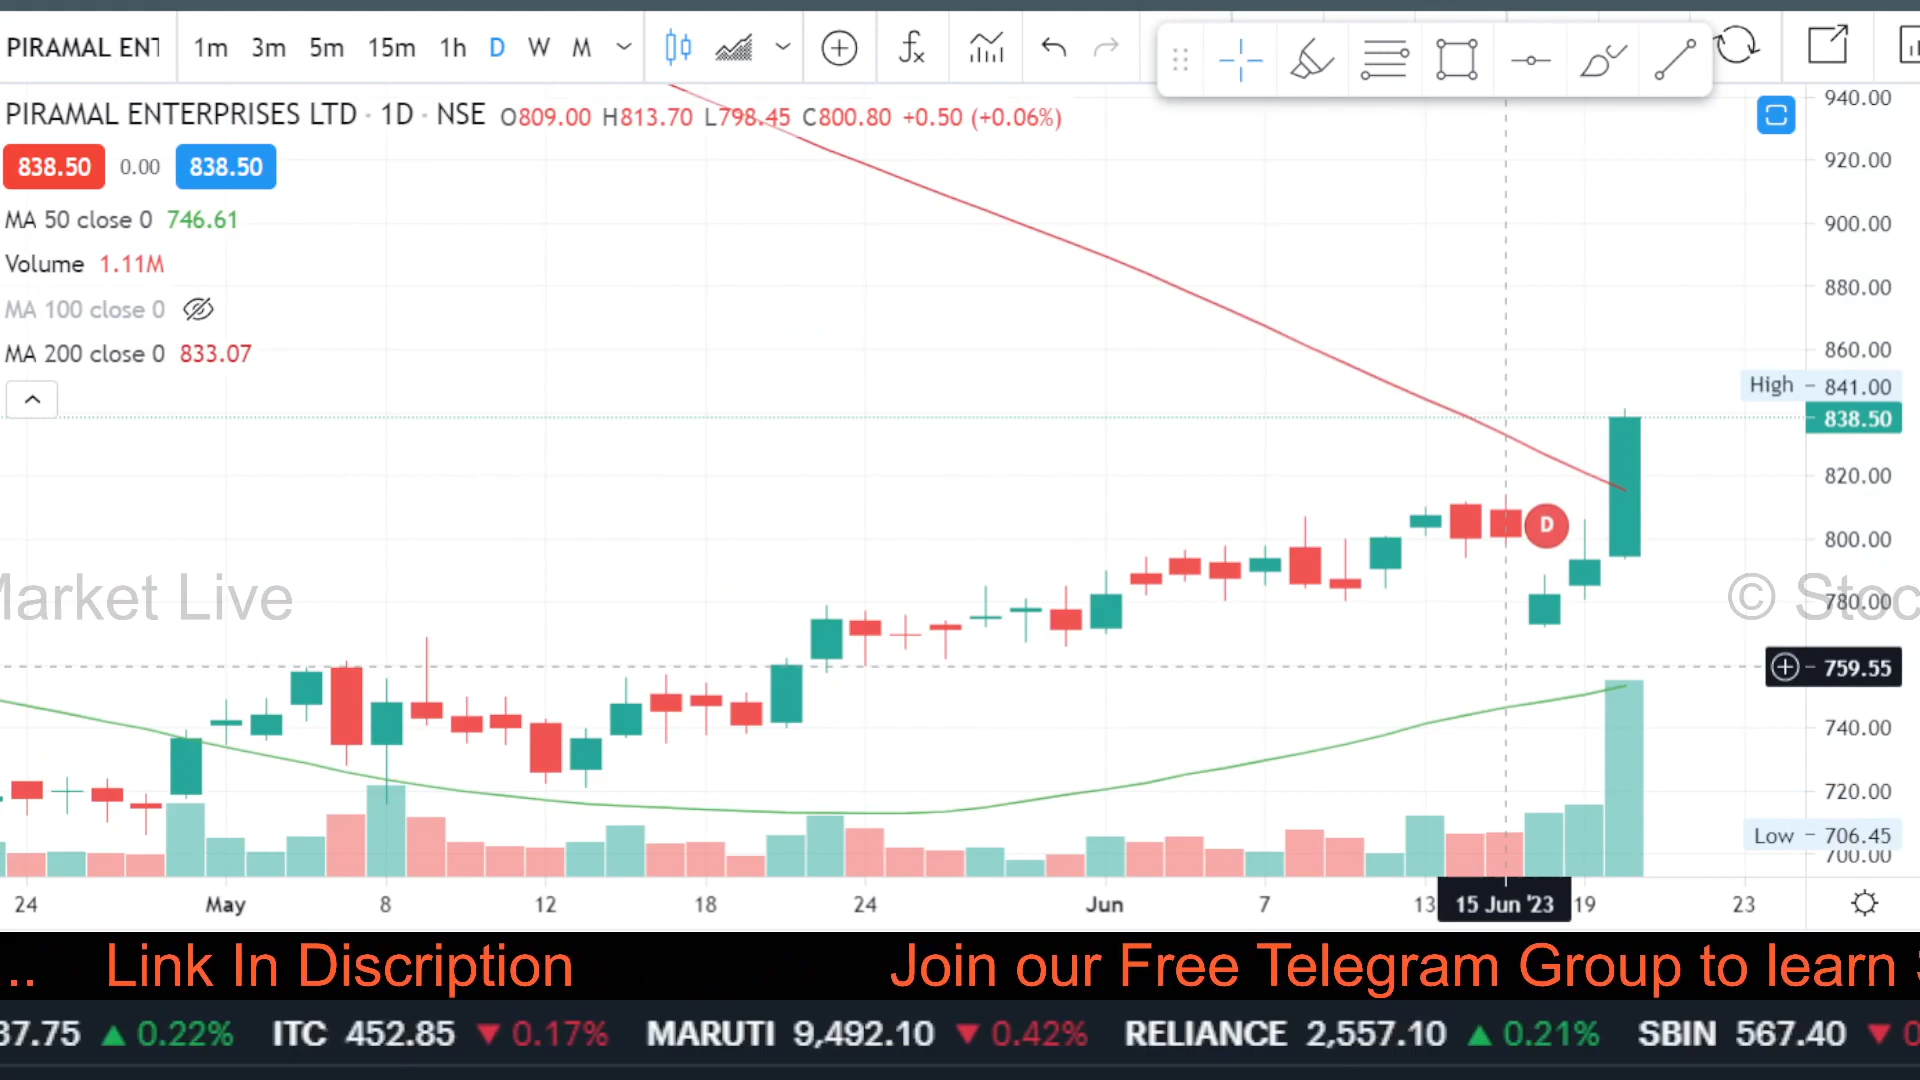 PIRAMAL ENT 1m 3m 5m 15m 1h D W M
PIRAMAL ENTERPRISES LTD · 1D · NSE O809.00 H813.70 L798.45 C800.80 +0.50 (+0.06%)
838.50 0.00 838.50
MA 50 close 0 746.61
Volume 1.11M
MA 100 close 0
MA 200 close 0 833.07
940.00
920.00
900.00
880.00
860.00
High 841.00
838.50
820.00
D
800.00
Market Live
© Stoc
780.00
759.55
740.00
720.00
Low 706.45
700.00
24 May 8 12 18 24 Jun 7 13 15 Jun '23 19 23
.. Link In Discription Join our Free Telegram Group to learn
37.75 ▲ 0.22% ITC 452.85 ▼ 0.17% MARUTI 9,492.10 ▼ 0.42% RELIANCE 2,557.10 ▲ 0.21% SBIN 567.40 ▼ 0